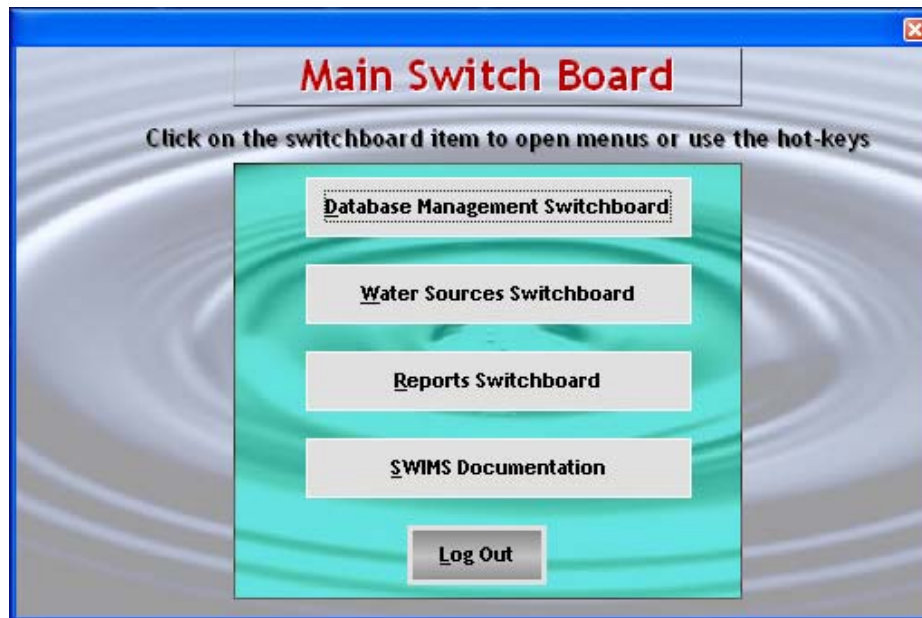 Main Switch Board
Click on the switchboard item to open menus or use the hot-keys
Database Management Switchboard
Water Sources Switchboard
Reports Switchboard
SWIMS Documentation
Log Out